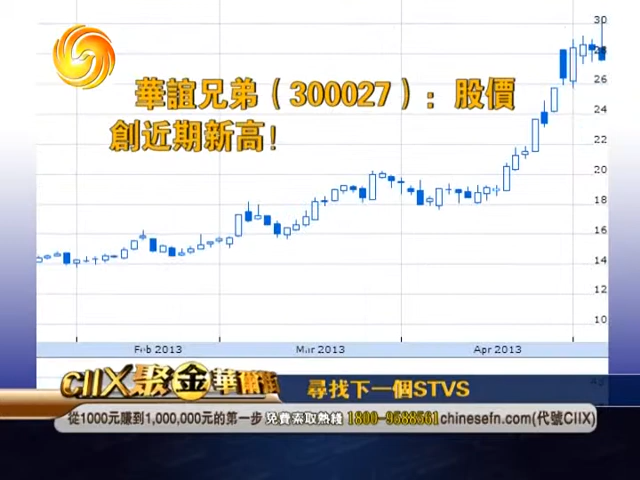 華誼兄弟（300027）：股價
創近期新高！
30
28
26
24
22
20
18
16
14
12
10
Feb 2013
Mar 2013
Apr 2013
CIIX聚金華爾街
尋找下一個STVS
從1000元賺到1,000,000元的第一步 免費索取熱綫 1800-9588561 chinesefn.com(代號CIIX)